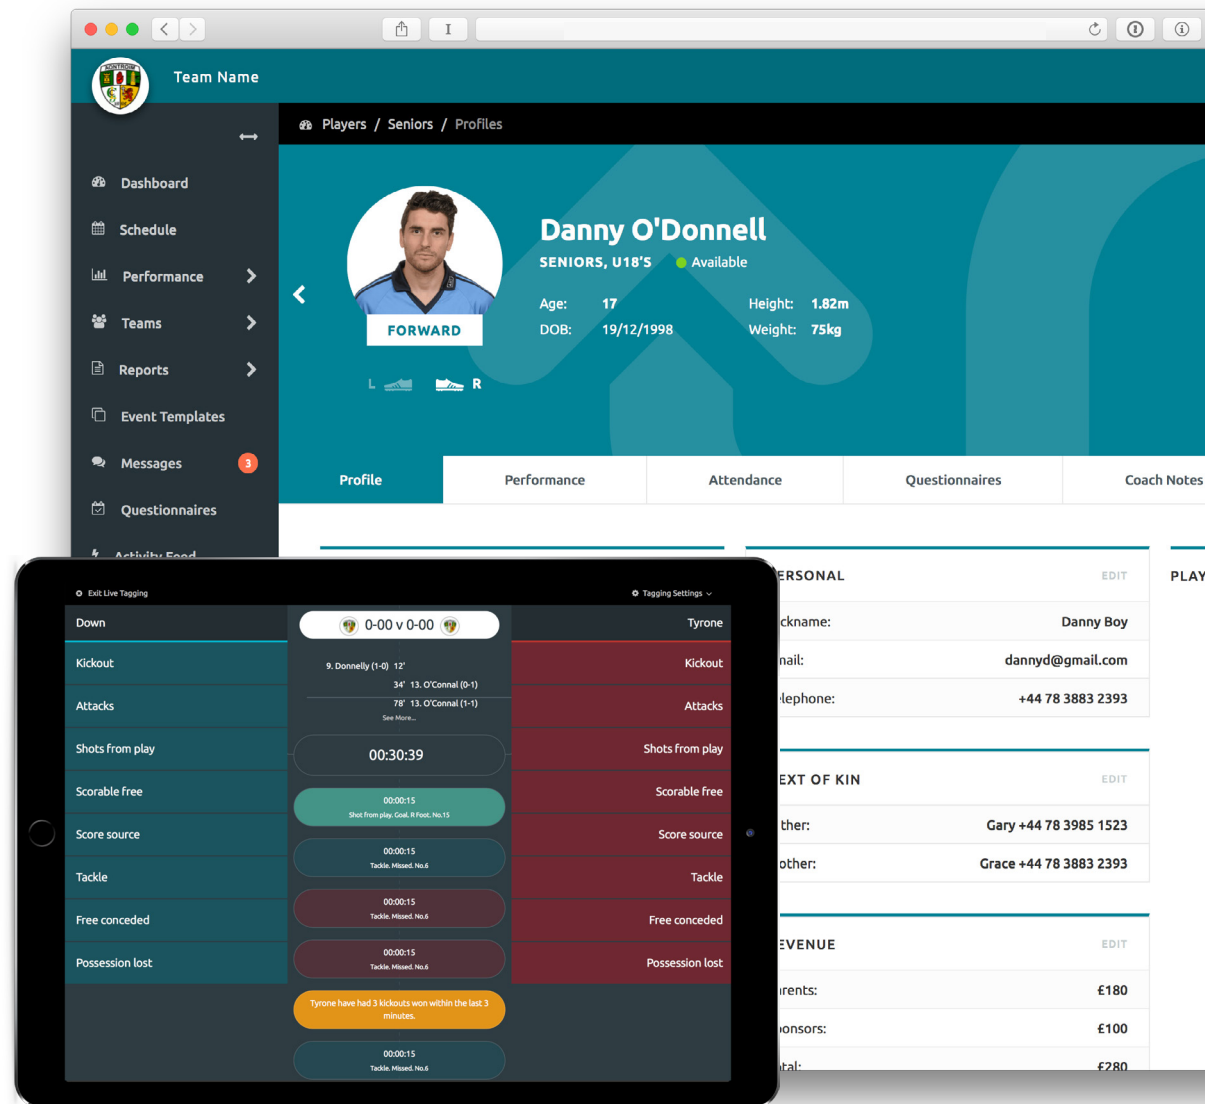 Team Name
Players / Seniors / Profiles
Dashboard
Schedule
Performance
Teams
Reports
Event Templates
Messages 3
Questionnaires
Activity Feed
Danny O'Donnell
SENIORS, U18'S Available
Age: 17 Height: 1.82m
DOB: 19/12/1998 Weight: 75kg
FORWARD
L R
Profile Performance Attendance Questionnaires Coach Notes
ERSONAL EDIT
ckname: Danny Boy
nail: dannyd@gmail.com
lephone: +44 78 3883 2393
EXT OF KIN EDIT
ther: Gary +44 78 3985 1523
other: Grace +44 78 3883 2393
EVENUE EDIT
rents: £180
onsors: £100
tal: £280
PLAY
Exit Live Tagging Tagging Settings
Down 0-00 v 0-00 Tyrone
Kickout
Attacks
Shots from play
Scorable free
Score source
Tackle
Free conceded
Possession lost
9. Donnelly (1-0) 12'
34' 13. O'Connal (0-1)
78' 13. O'Connal (1-1)
See More...
00:30:39
00:00:15
Shot from play. Goal. R Foot. No.15
00:00:15
Tackle. Missed. No.6
00:00:15
Tackle. Missed. No.6
00:00:15
Tackle. Missed. No.6
Tyrone have had 3 kickouts won within the last 3
minutes.
00:00:15
Tackle. Missed. No.6
Kickout
Attacks
Shots from play
Scorable free
Score source
Tackle
Free conceded
Possession lost